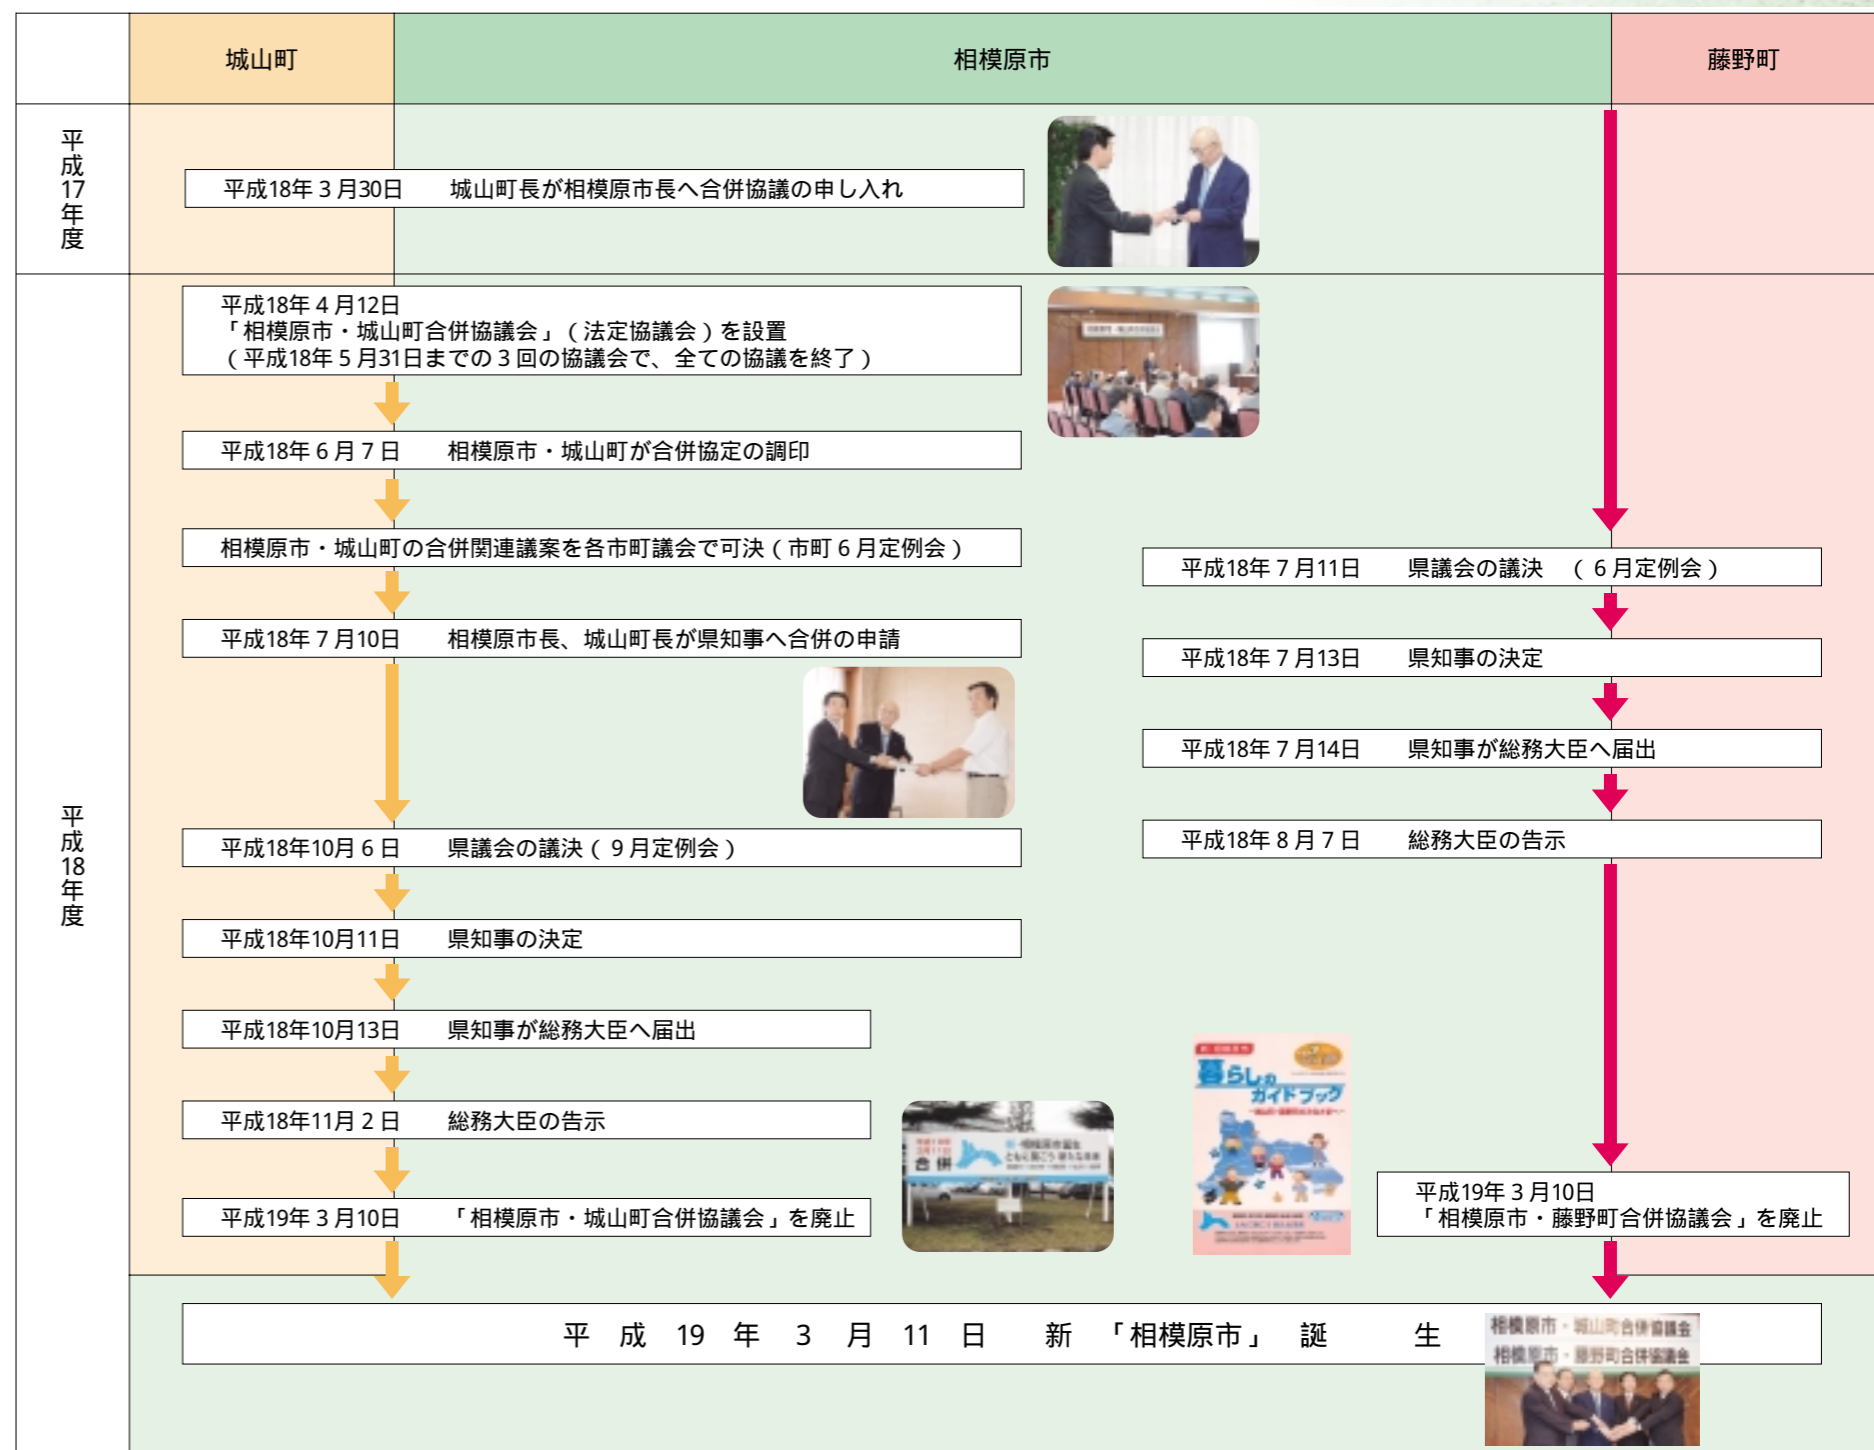 城山町
相模原市
藤野町
平成17年度
平成18年3月30日 城山町長が相模原市長へ合併協議の申し入れ
平成18年度
平成18年4月12日
「相模原市・城山町合併協議会」(法定協議会)を設置
(平成18年5月31日までの3回の協議会で、全ての協議を終了)
平成18年6月7日 相模原市・城山町が合併協定の調印
相模原市・城山町の合併関連議案を各市町議会で可決(市町6月定例会)
平成18年7月10日 相模原市長、城山町長が県知事へ合併の申請
平成18年10月6日 県議会の議決(9月定例会)
平成18年10月11日 県知事の決定
平成18年10月13日 県知事が総務大臣へ届出
平成18年11月2日 総務大臣の告示
平成19年3月10日 「相模原市・城山町合併協議会」を廃止
平成18年7月11日 県議会の議決 (6月定例会)
平成18年7月13日 県知事の決定
平成18年7月14日 県知事が総務大臣へ届出
平成18年8月7日 総務大臣の告示
平成19年3月10日
「相模原市・藤野町合併協議会」を廃止
合併
暮らしの
ガイドブック
平成19年3月11日 新「相模原市」誕生
相模原市・城山町合併協議会
相模原市・藤野町合併協議会